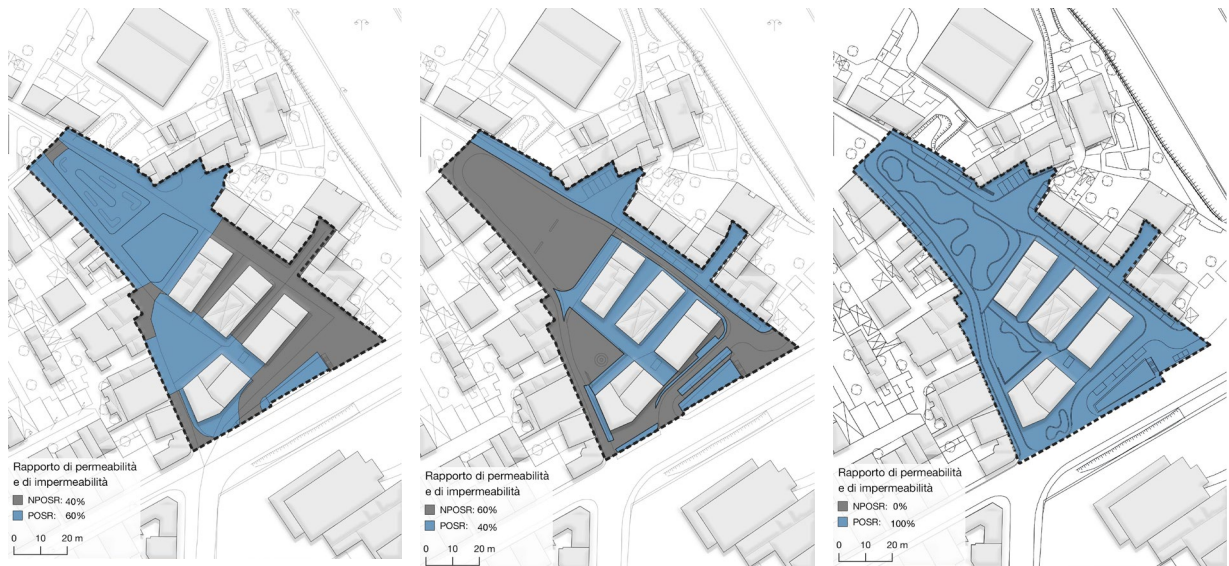 Rapporto di permeabilità
e di impermeabilità
NPOSR: 40%
POSR: 60%
0 10 20 m
Rapporto di permeabilità
e di impermeabilità
NPOSR: 60%
POSR: 40%
0 10 20 m
Rapporto di permeabilità
e di impermeabilità
NPOSR: 0%
POSR: 100%
0 10 20 m